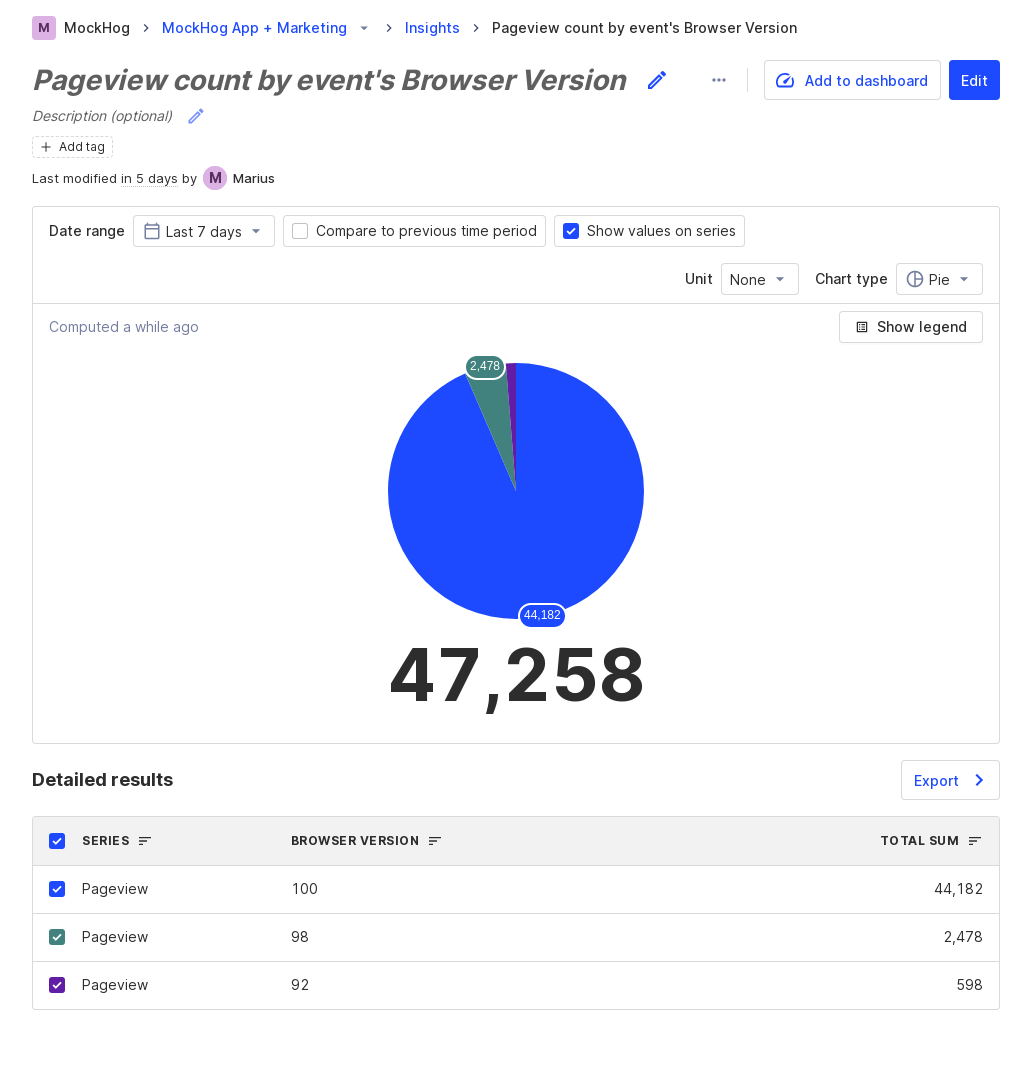 M MockHog MockHog App + Marketing Insights Pageview count by event's Browser Version
Pageview count by event's Browser Version
Add to dashboard
Edit
Description (optional)
Add tag
Last modified in 5 days by M Marius
Date range Last 7 days Compare to previous time period Show values on series
Unit None Chart type Pie
Computed a while ago Show legend
2,478
44,182
47,258
Detailed results Export
SERIES BROWSER VERSION TOTAL SUM
Pageview 100 44,182
Pageview 98 2,478
Pageview 92 598